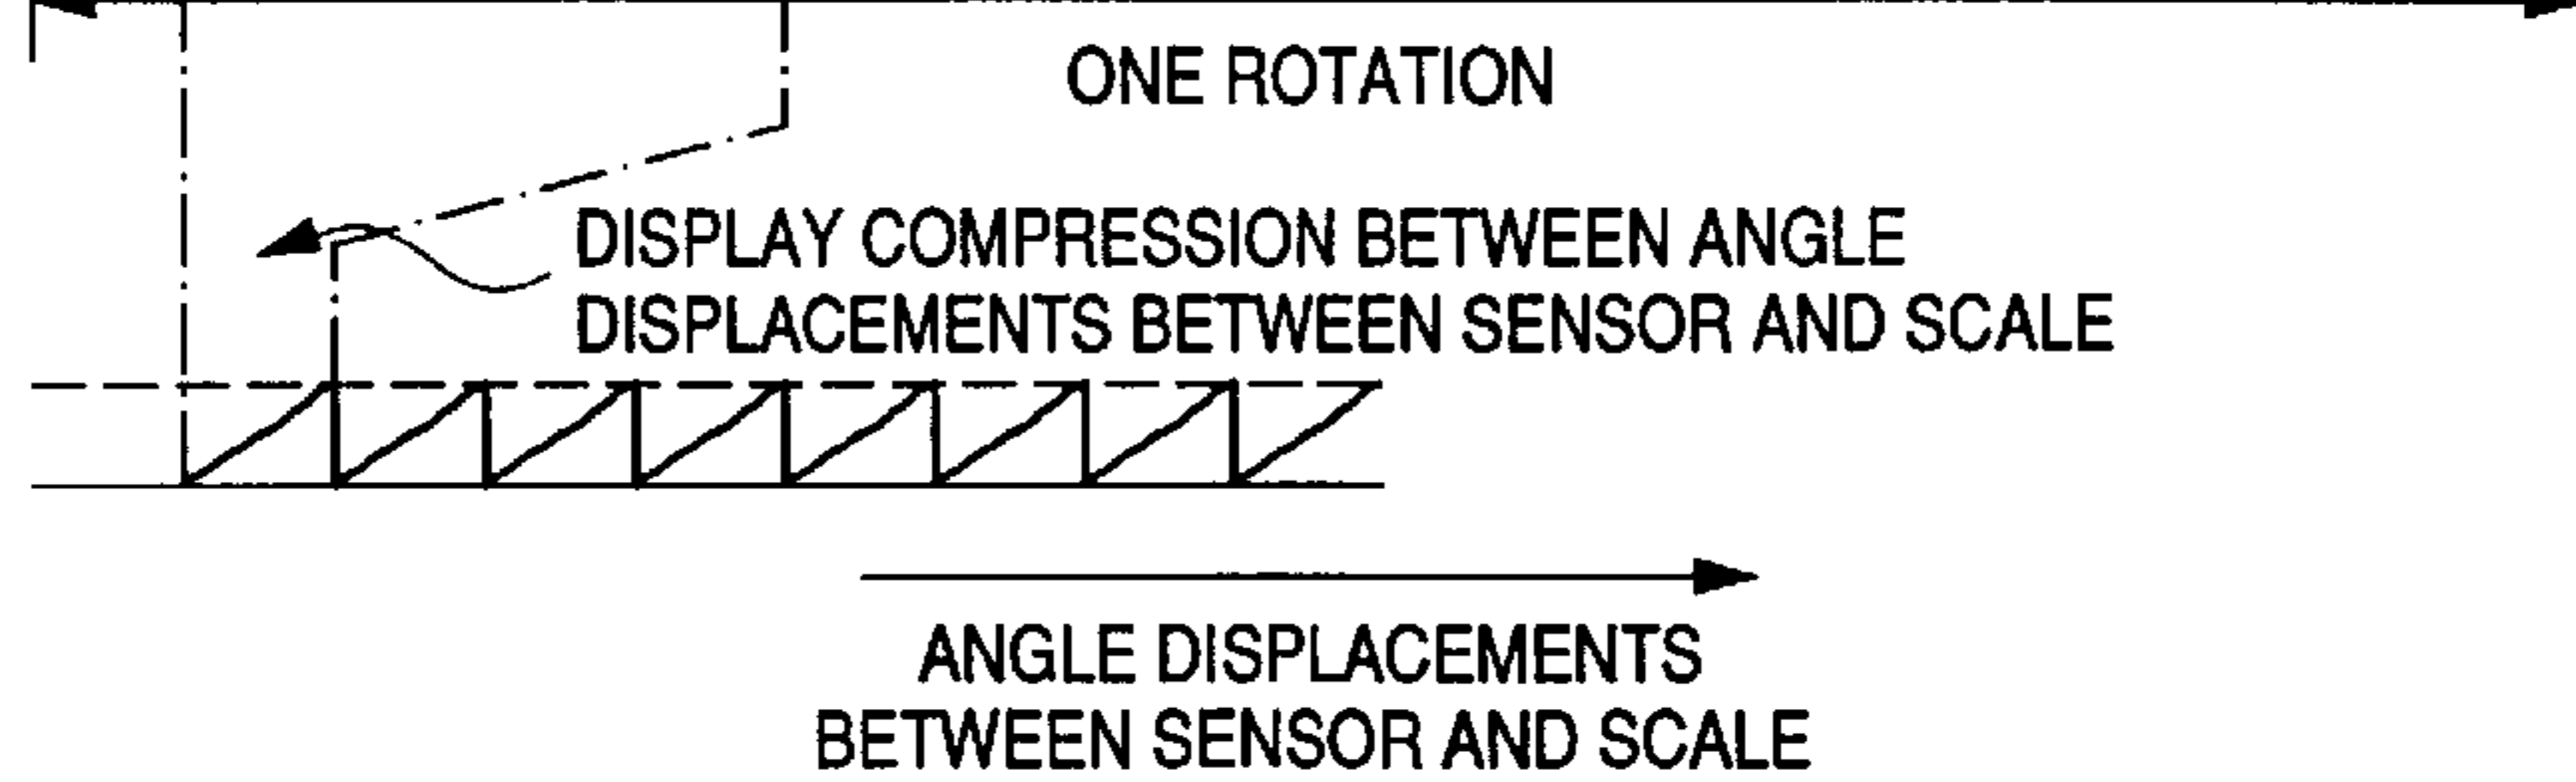 ONE ROTATION
DISPLAY COMPRESSION BETWEEN ANGLE
DISPLACEMENTS BETWEEN SENSOR AND SCALE
ANGLE DISPLACEMENTS
BETWEEN SENSOR AND SCALE